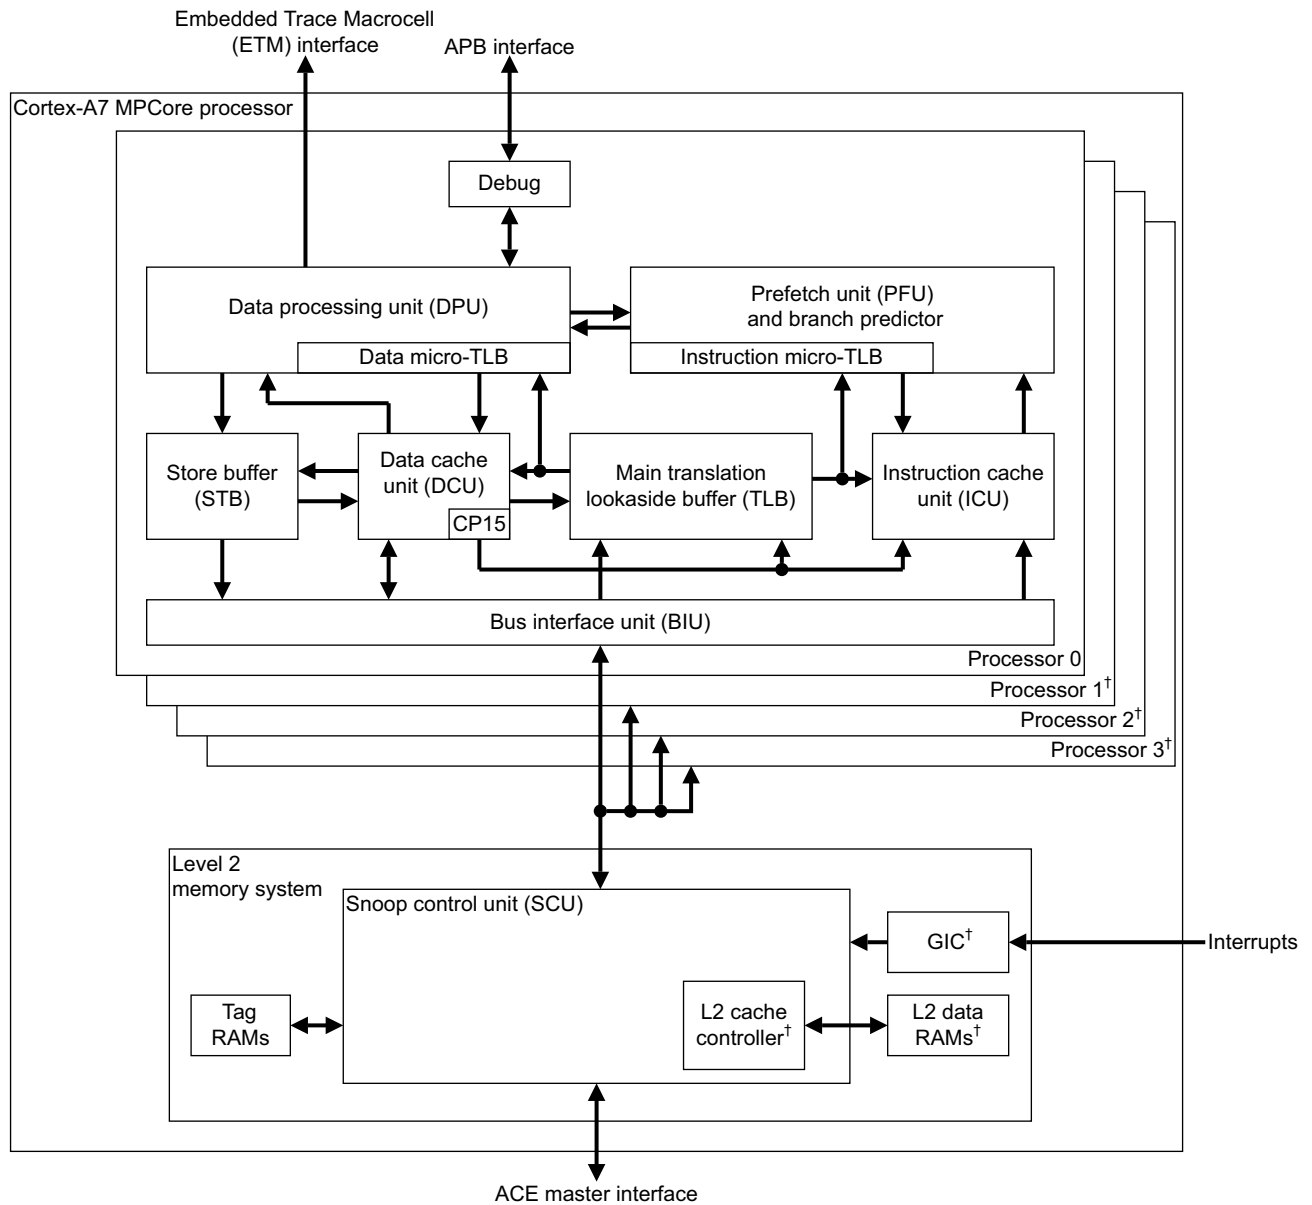 Embedded Trace Macrocell
(ETM) interface
APB interface
Cortex-A7 MPCore processor
Debug
Data processing unit (DPU)
Prefetch unit (PFU)
and branch predictor
Data micro-TLB
Instruction micro-TLB
Store buffer
(STB)
Data cache
unit (DCU)
CP15
Main translation
lookaside buffer (TLB)
Instruction cache
unit (ICU)
Bus interface unit (BIU)
Processor 0
Processor 1†
Processor 2†
Processor 3†
Level 2
memory system
Snoop control unit (SCU)
GIC†
Interrupts
Tag
RAMs
L2 cache
controller†
L2 data
RAMs†
ACE master interface